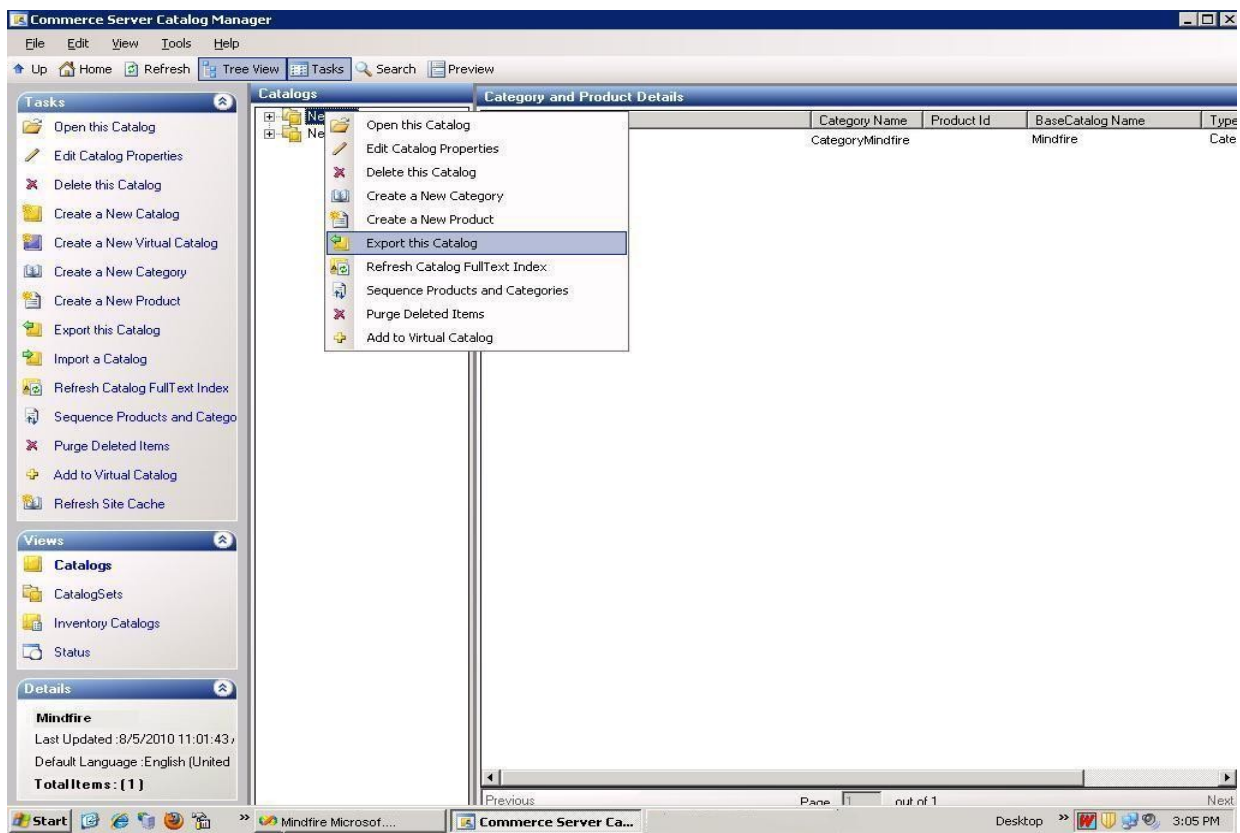 Commerce Server Catalog Manager
File Edit View Tools Help
Up Home Refresh Tree View Tasks Search Preview
Tasks
Open this Catalog
Edit Catalog Properties
Delete this Catalog
Create a New Catalog
Create a New Virtual Catalog
Create a New Category
Create a New Product
Export this Catalog
Import a Catalog
Refresh Catalog FullText Index
Sequence Products and Catego
Purge Deleted Items
Add to Virtual Catalog
Refresh Site Cache
Views
Catalogs
CatalogSets
Inventory Catalogs
Status
Details
Mindfire
Last Updated :8/5/2010 11:01:43
Default Language :English (United
TotalItems:(1)
Catalogs
Ne
Ne
Open this Catalog
Edit Catalog Properties
Delete this Catalog
Create a New Category
Create a New Product
Export this Catalog
Refresh Catalog FullText Index
Sequence Products and Categories
Purge Deleted Items
Add to Virtual Catalog
Category and Product Details
Category Name Product Id BaseCatalog Name Type
CategoryMindfire Mindfire Cate
Previous Page 1 out of 1 Next
Start » Mindfire Microsof.... Commerce Server Ca... Desktop » 3:05 PM